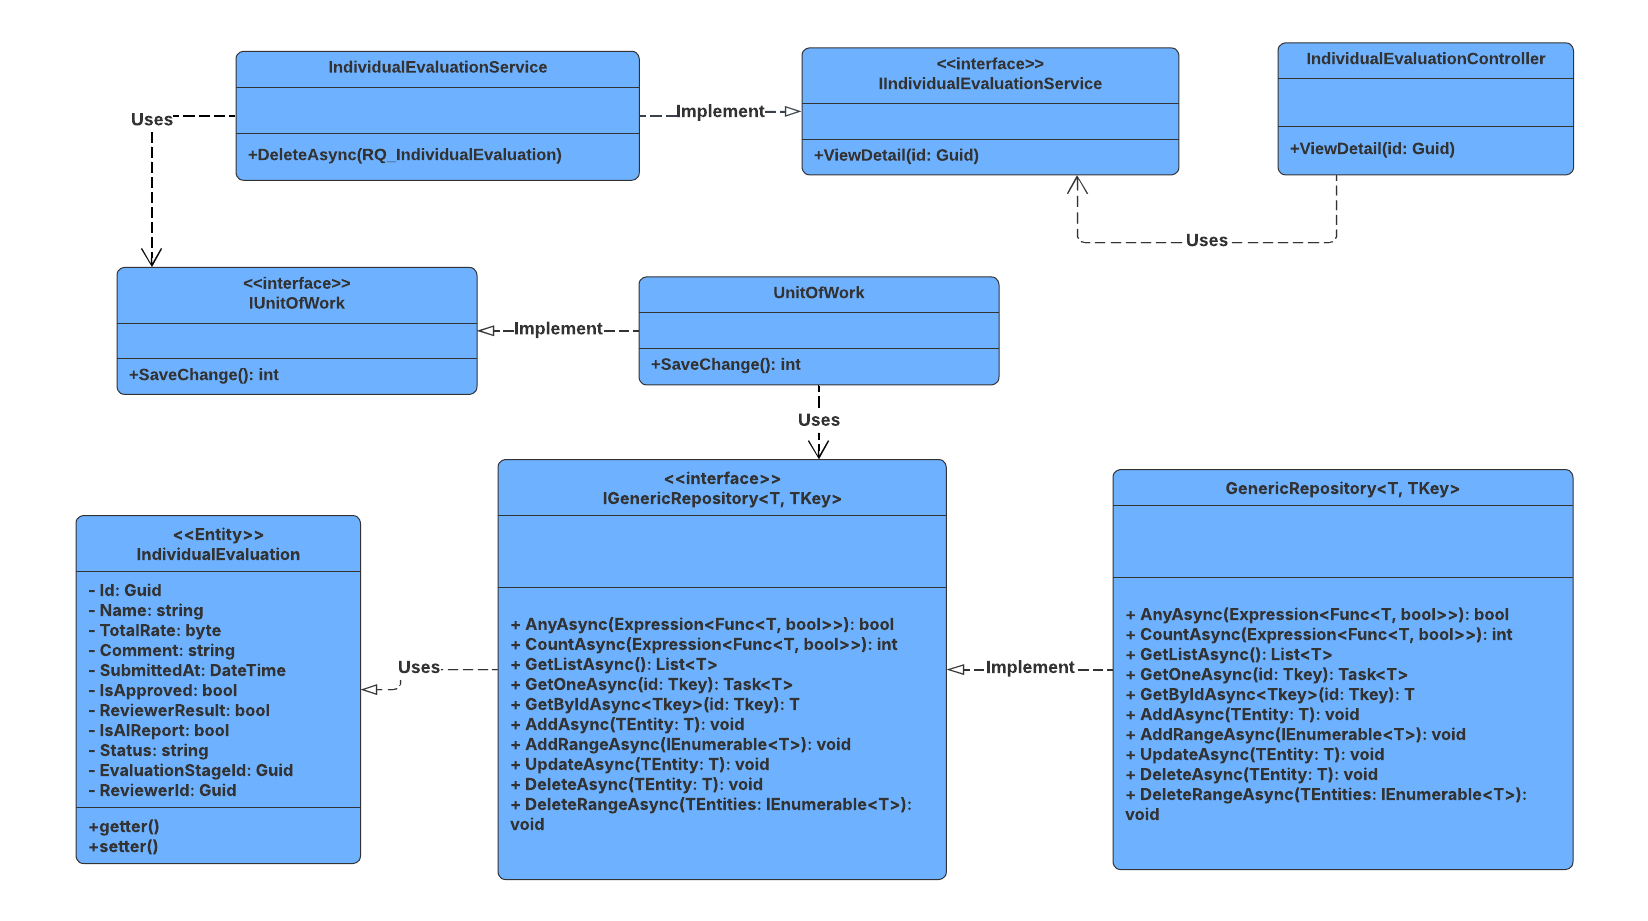 IndividualEvaluationService
+DeleteAsync(RQ_IndividualEvaluation)
Implement
<<interface>>
IIndividualEvaluationService
+ViewDetail(id: Guid)
IndividualEvaluationController
+ViewDetail(id: Guid)
Uses
Uses
<<interface>>
IUnitOfWork
+SaveChange(): int
Implement
UnitOfWork
+SaveChange(): int
Uses
<<Entity>>
IndividualEvaluation
- Id: Guid
- Name: string
- TotalRate: byte
- Comment: string
- SubmittedAt: DateTime
- IsApproved: bool
- ReviewerResult: bool
- IsAIReport: bool
- Status: string
- EvaluationStageId: Guid
- ReviewerId: Guid
+getter()
+setter()
Uses
<<interface>>
IGenericRepository<T, TKey>
+ AnyAsync(Expression<Func<T, bool>>): bool
+ CountAsync(Expression<Func<T, bool>>): int
+ GetListAsync(): List<T>
+ GetOneAsync(id: Tkey): Task<T>
+ GetByIdAsync<Tkey>(id: Tkey): T
+ AddAsync(TEntity: T): void
+ AddRangeAsync(IEnumerable<T>): void
+ UpdateAsync(TEntity: T): void
+ DeleteAsync(TEntity: T): void
+ DeleteRangeAsync(TEntities: IEnumerable<T>):
void
Implement
GenericRepository<T, TKey>
+ AnyAsync(Expression<Func<T, bool>>): bool
+ CountAsync(Expression<Func<T, bool>>): int
+ GetListAsync(): List<T>
+ GetOneAsync(id: Tkey): Task<T>
+ GetByIdAsync<Tkey>(id: Tkey): T
+ AddAsync(TEntity: T): void
+ AddRangeAsync(IEnumerable<T>): void
+ UpdateAsync(TEntity: T): void
+ DeleteAsync(TEntity: T): void
+ DeleteRangeAsync(TEntities: IEnumerable<T>):
void